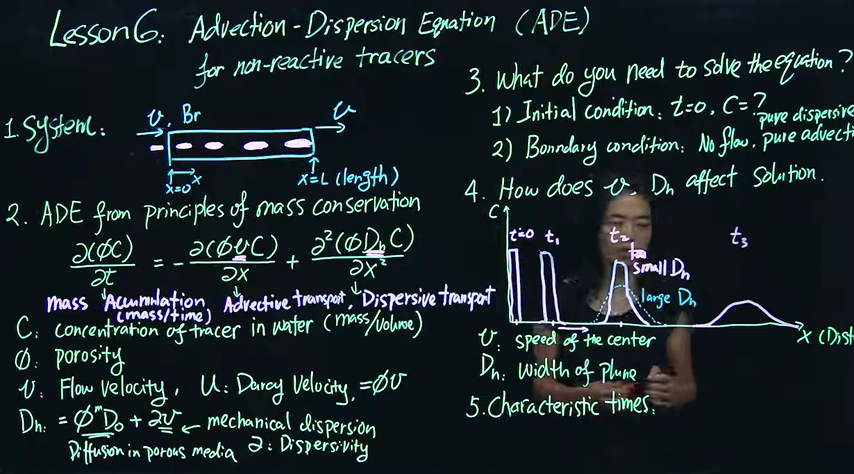 Lesson 6: Advection-Dispersion Equation (ADE)
for non-reactive tracers
1. System:
v, Br
v
x=0
x
x=L (length)
2. ADE from principles of mass conservation
∂(ϕC)/∂t = - ∂(ϕvC)/∂x + ∂²(ϕDhC)/∂x²
mass Accumulation, Advective transport, Dispersive transport
(mass/time)
C: concentration of tracer in water (mass/volume)
ϕ: porosity
v: Flow velocity, U: Darcy Velocity, =ϕv
Dh: = ϕᵐD₀ + ∂v ← mechanical dispersion
Diffusion in porous media ∂: Dispersivity
3. What do you need to solve the equation?
1) Initial condition: t=0, C=?
pure dispersive
2) Boundary condition: No flow, pure advecti
4. How does v, Dh affect solution.
C
t=0 t₁ t₂ t₃
small Dh
large Dh
x (Dist
v: speed of the center
Dh: width of plume
5. Characteristic times: